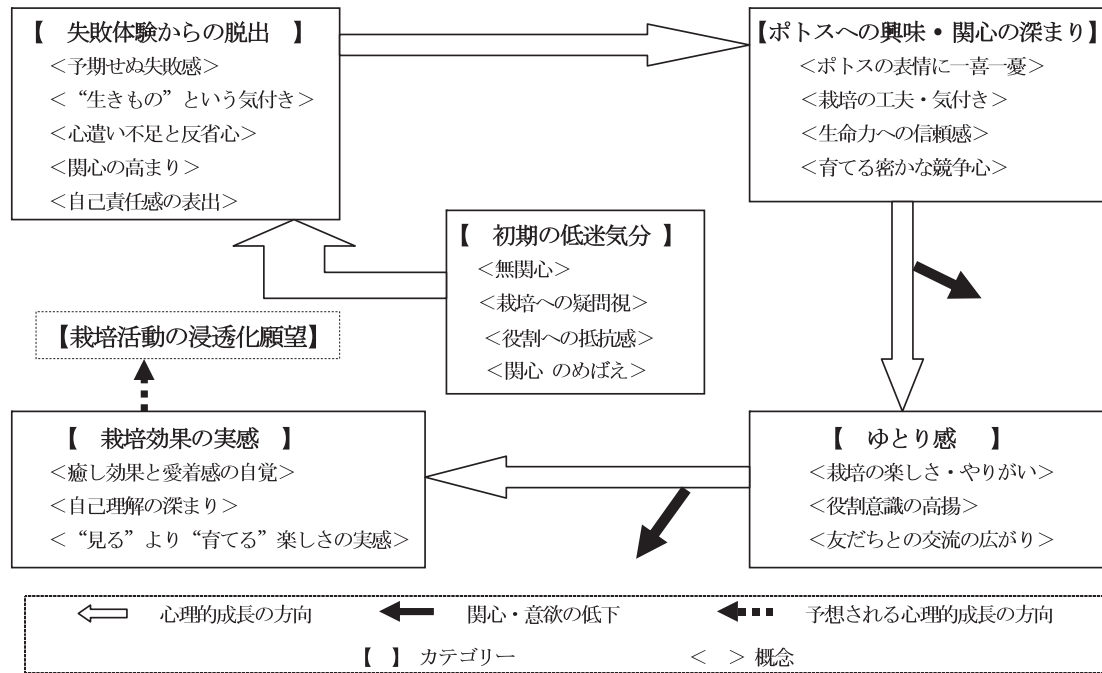 【　失敗体験からの脱出　】
＜予期せぬ失敗感＞
＜“生きもの”という気付き＞
＜心遣い不足と反省心＞
＜関心の高まり＞
＜自己責任感の表出＞
【ポトスへの興味・関心の深まり】
＜ポトスの表情に一喜一憂＞
＜栽培の工夫・気付き＞
＜生命力への信頼感＞
＜育てる密かな競争心＞
【　初期の低迷気分　】
＜無関心＞
＜栽培への疑問視＞
＜役割への抵抗感＞
＜関心 のめばえ＞
【栽培活動の浸透化願望】
【　栽培効果の実感　】
＜癒し効果と愛着感の自覚＞
＜自己理解の深まり＞
＜“見る”より“育てる”楽しさの実感＞
【　ゆとり感　】
＜栽培の楽しさ・やりがい＞
＜役割意識の高揚＞
＜友だちとの交流の広がり＞
心理的成長の方向　関心・意欲の低下　予想される心理的成長の方向
【　】カテゴリー　＜　＞概念